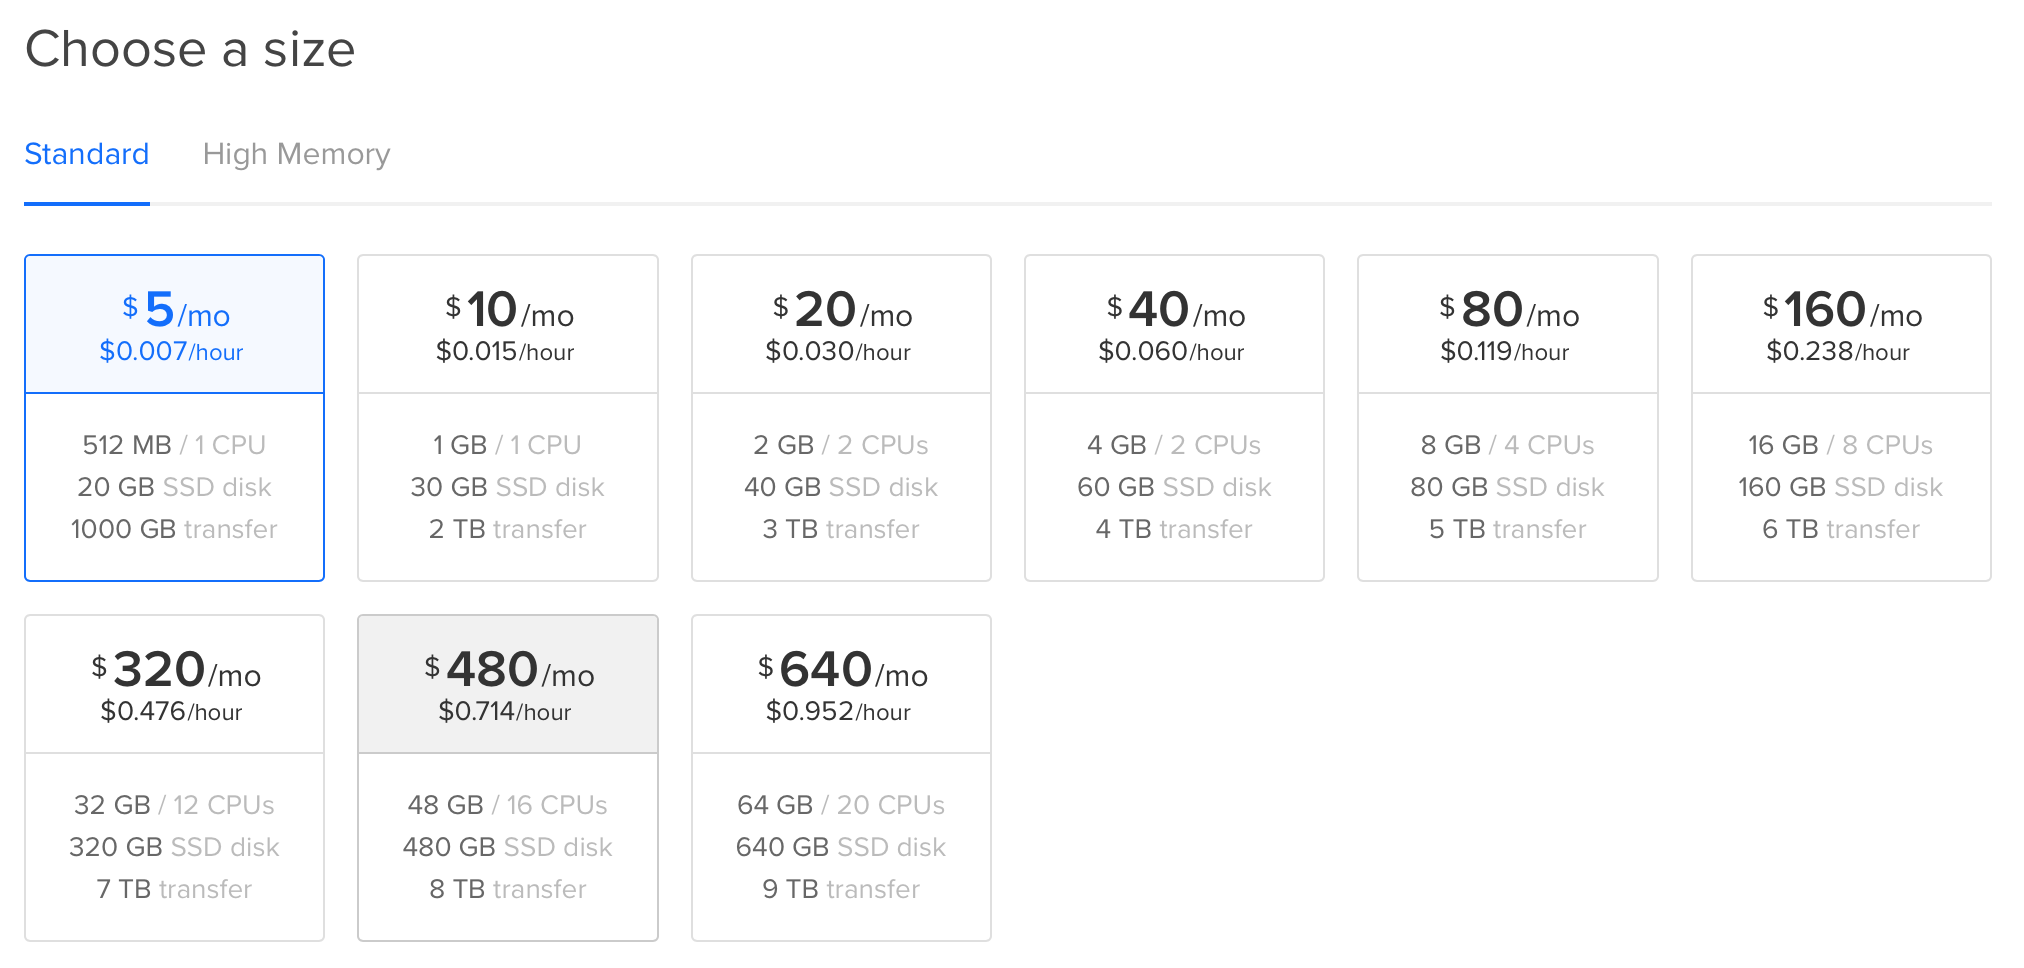 Choose a size
Standard
High Memory
$5/mo
$0.007/hour
512 MB / 1 CPU
20 GB SSD disk
1000 GB transfer
$10/mo
$0.015/hour
1 GB / 1 CPU
30 GB SSD disk
2 TB transfer
$20/mo
$0.030/hour
2 GB / 2 CPUs
40 GB SSD disk
3 TB transfer
$40/mo
$0.060/hour
4 GB / 2 CPUs
60 GB SSD disk
4 TB transfer
$80/mo
$0.119/hour
8 GB / 4 CPUs
80 GB SSD disk
5 TB transfer
$160/mo
$0.238/hour
16 GB / 8 CPUs
160 GB SSD disk
6 TB transfer
$320/mo
$0.476/hour
32 GB / 12 CPUs
320 GB SSD disk
7 TB transfer
$480/mo
$0.714/hour
48 GB / 16 CPUs
480 GB SSD disk
8 TB transfer
$640/mo
$0.952/hour
64 GB / 20 CPUs
640 GB SSD disk
9 TB transfer